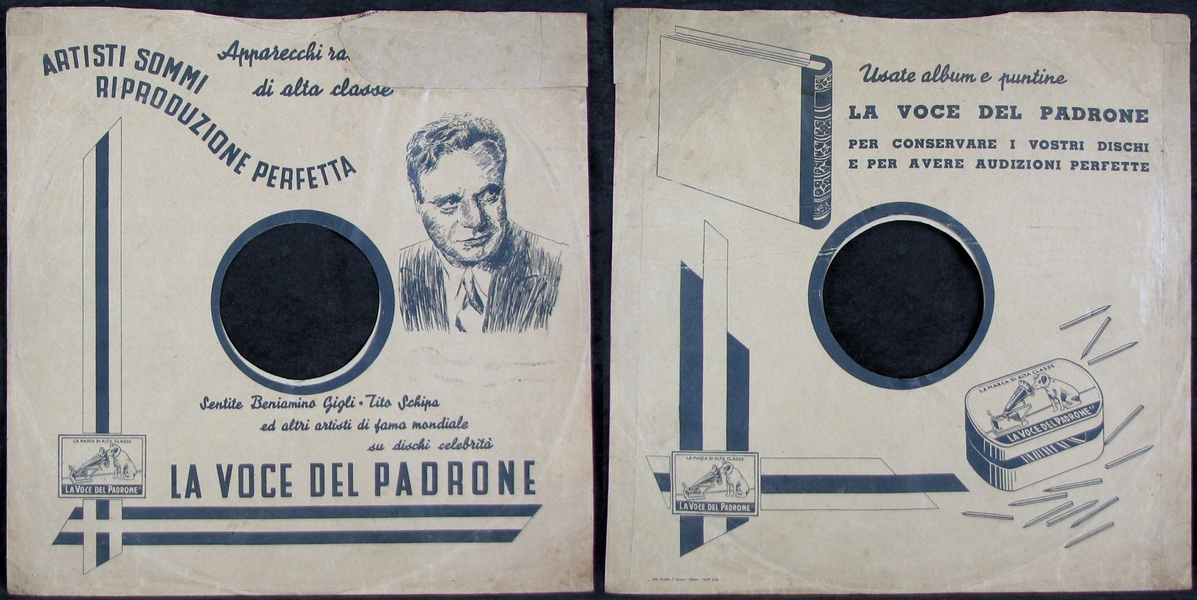 ARTISTI SOMMI
RIPRODUZIONE PERFETTA
Apparecchi
di alta classe
Sentite Beniamino Gigli • Tito Schipa
ed altri artisti di fama mondiale
su dischi celebrità
LA MARCA DI ALTA CLASSE
"LA VOCE DEL PADRONE"
LA VOCE DEL PADRONE
Usate album e puntine
LA VOCE DEL PADRONE
PER CONSERVARE I VOSTRI DISCHI
E PER AVERE AUDIZIONI PERFETTE
LA MARCA DI ALTA CLASSE
"LA VOCE DEL PADRONE"
LA MARCA DI ALTA CLASSE
"LA VOCE DEL PADRONE"